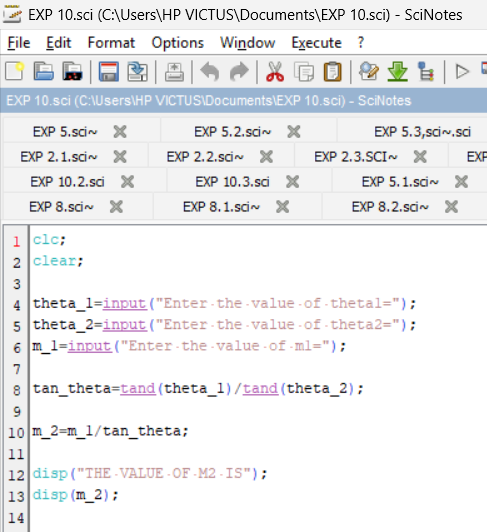 EXP 10.sci (C:\Users\HP VICTUS\Documents\EXP 10.sci) - SciNotes
File Edit Format Options Window Execute ?
EXP 10.sci (C:\Users\HP VICTUS\Documents\EXP 10.sci) - SciNotes
EXP 5.sci~ EXP 5.2.sci~ EXP 5.3,sci~.sci
EXP 2.1.sci~ EXP 2.2.sci~ EXP 2.3.SCI~ EXP
EXP 10.2.sci EXP 10.3.sci EXP 5.1.sci~
EXP 8.sci~ EXP 8.1.sci~ EXP 8.2.sci~
1 clc;
2 clear;
3
4 theta_1=input("Enter the value of theta1=");
5 theta_2=input("Enter the value of theta2=");
6 m_1=input("Enter the value of m1=");
7
8 tan_theta=tand(theta_1)/tand(theta_2);
9
10 m_2=m_1/tan_theta;
11
12 disp("THE VALUE OF M2 IS");
13 disp(m_2);
14